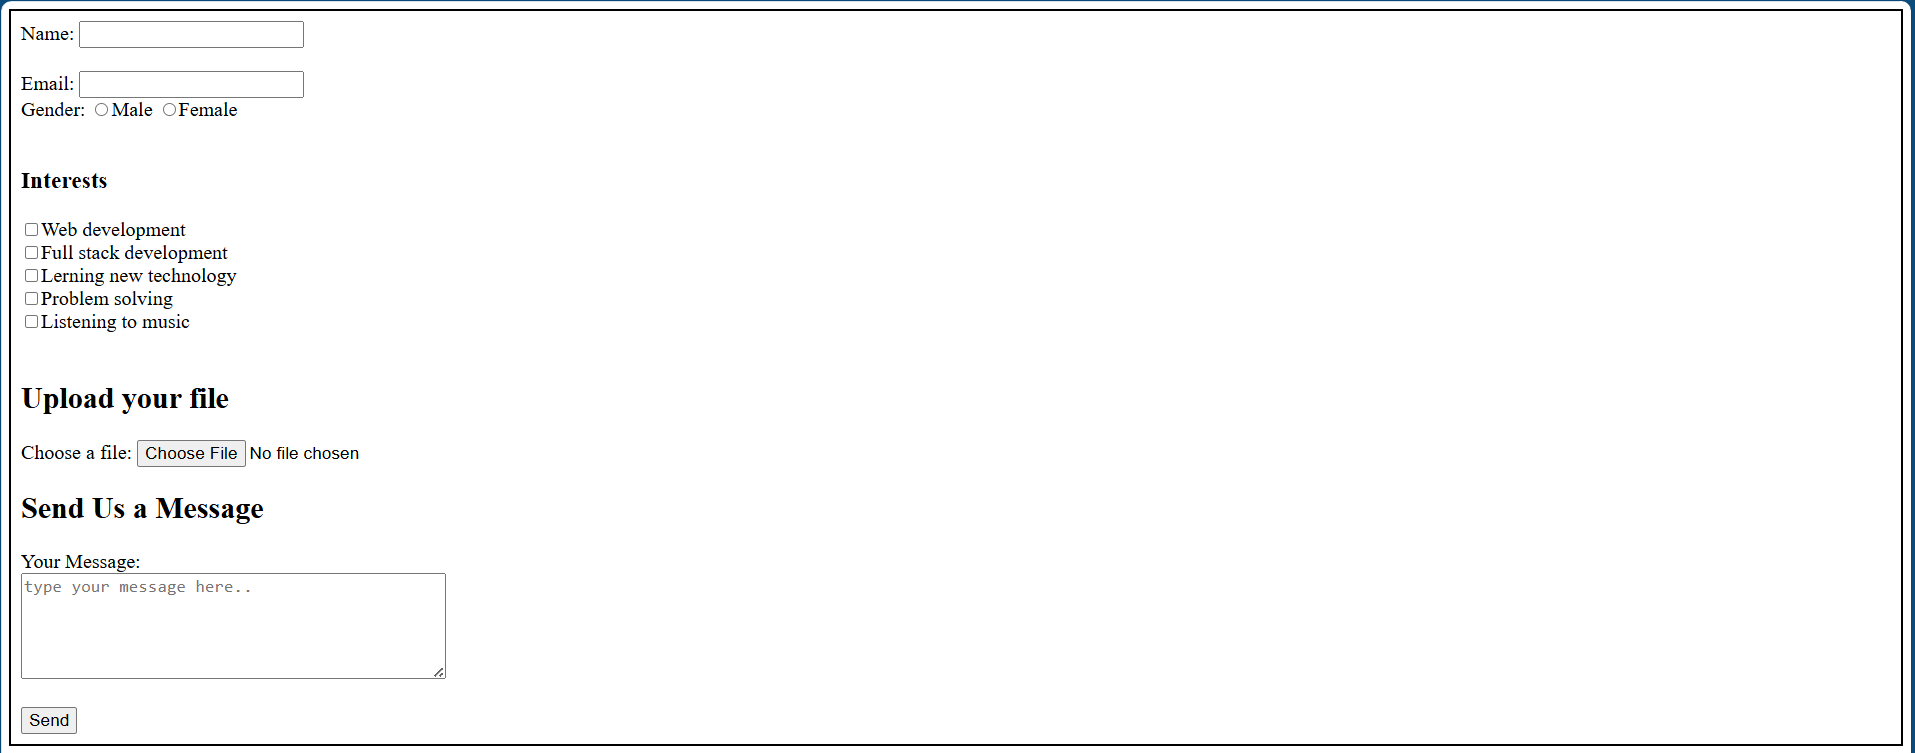 Name:
Email:
Gender: Male Female
Interests
Web development
Full stack development
Lerning new technology
Problem solving
Listening to music
Upload your file
Choose a file: Choose File No file chosen
Send Us a Message
Your Message:
type your message here..
Send